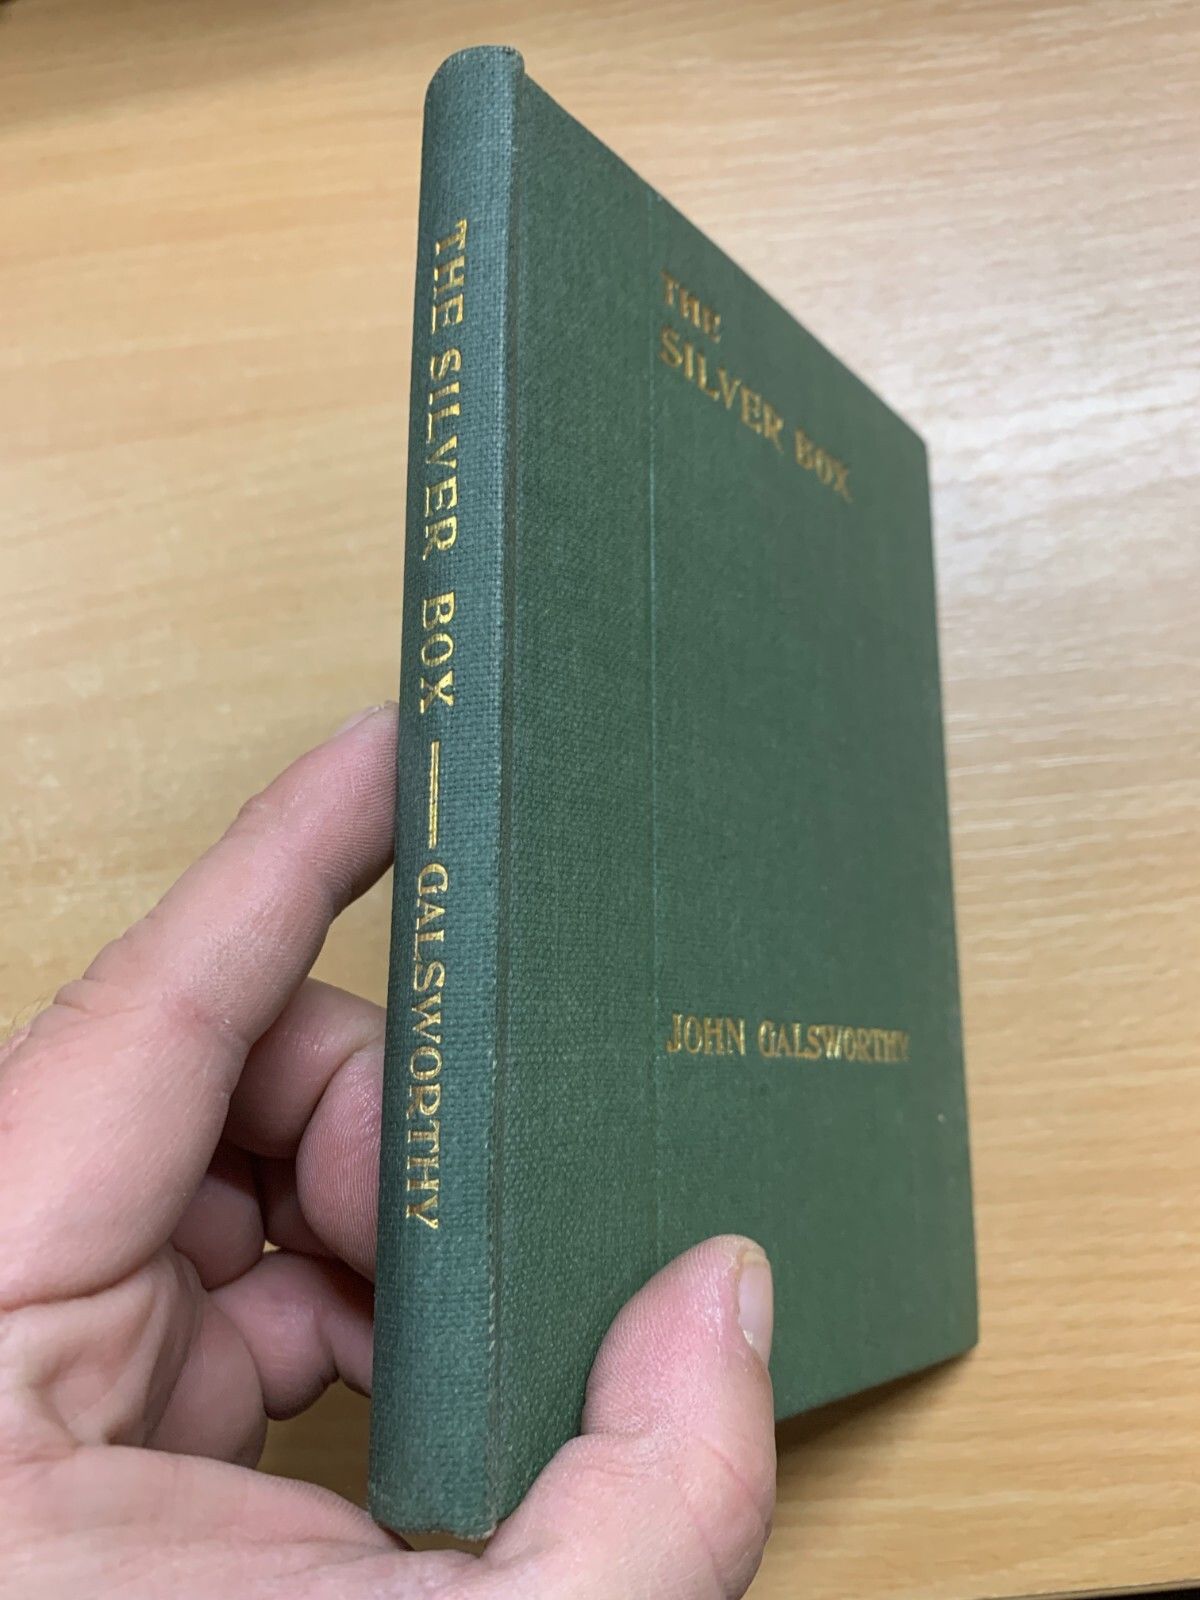 THE SILVER BOX — GALSWORTHY
THE
SILVER BOX
JOHN GALSWORTHY